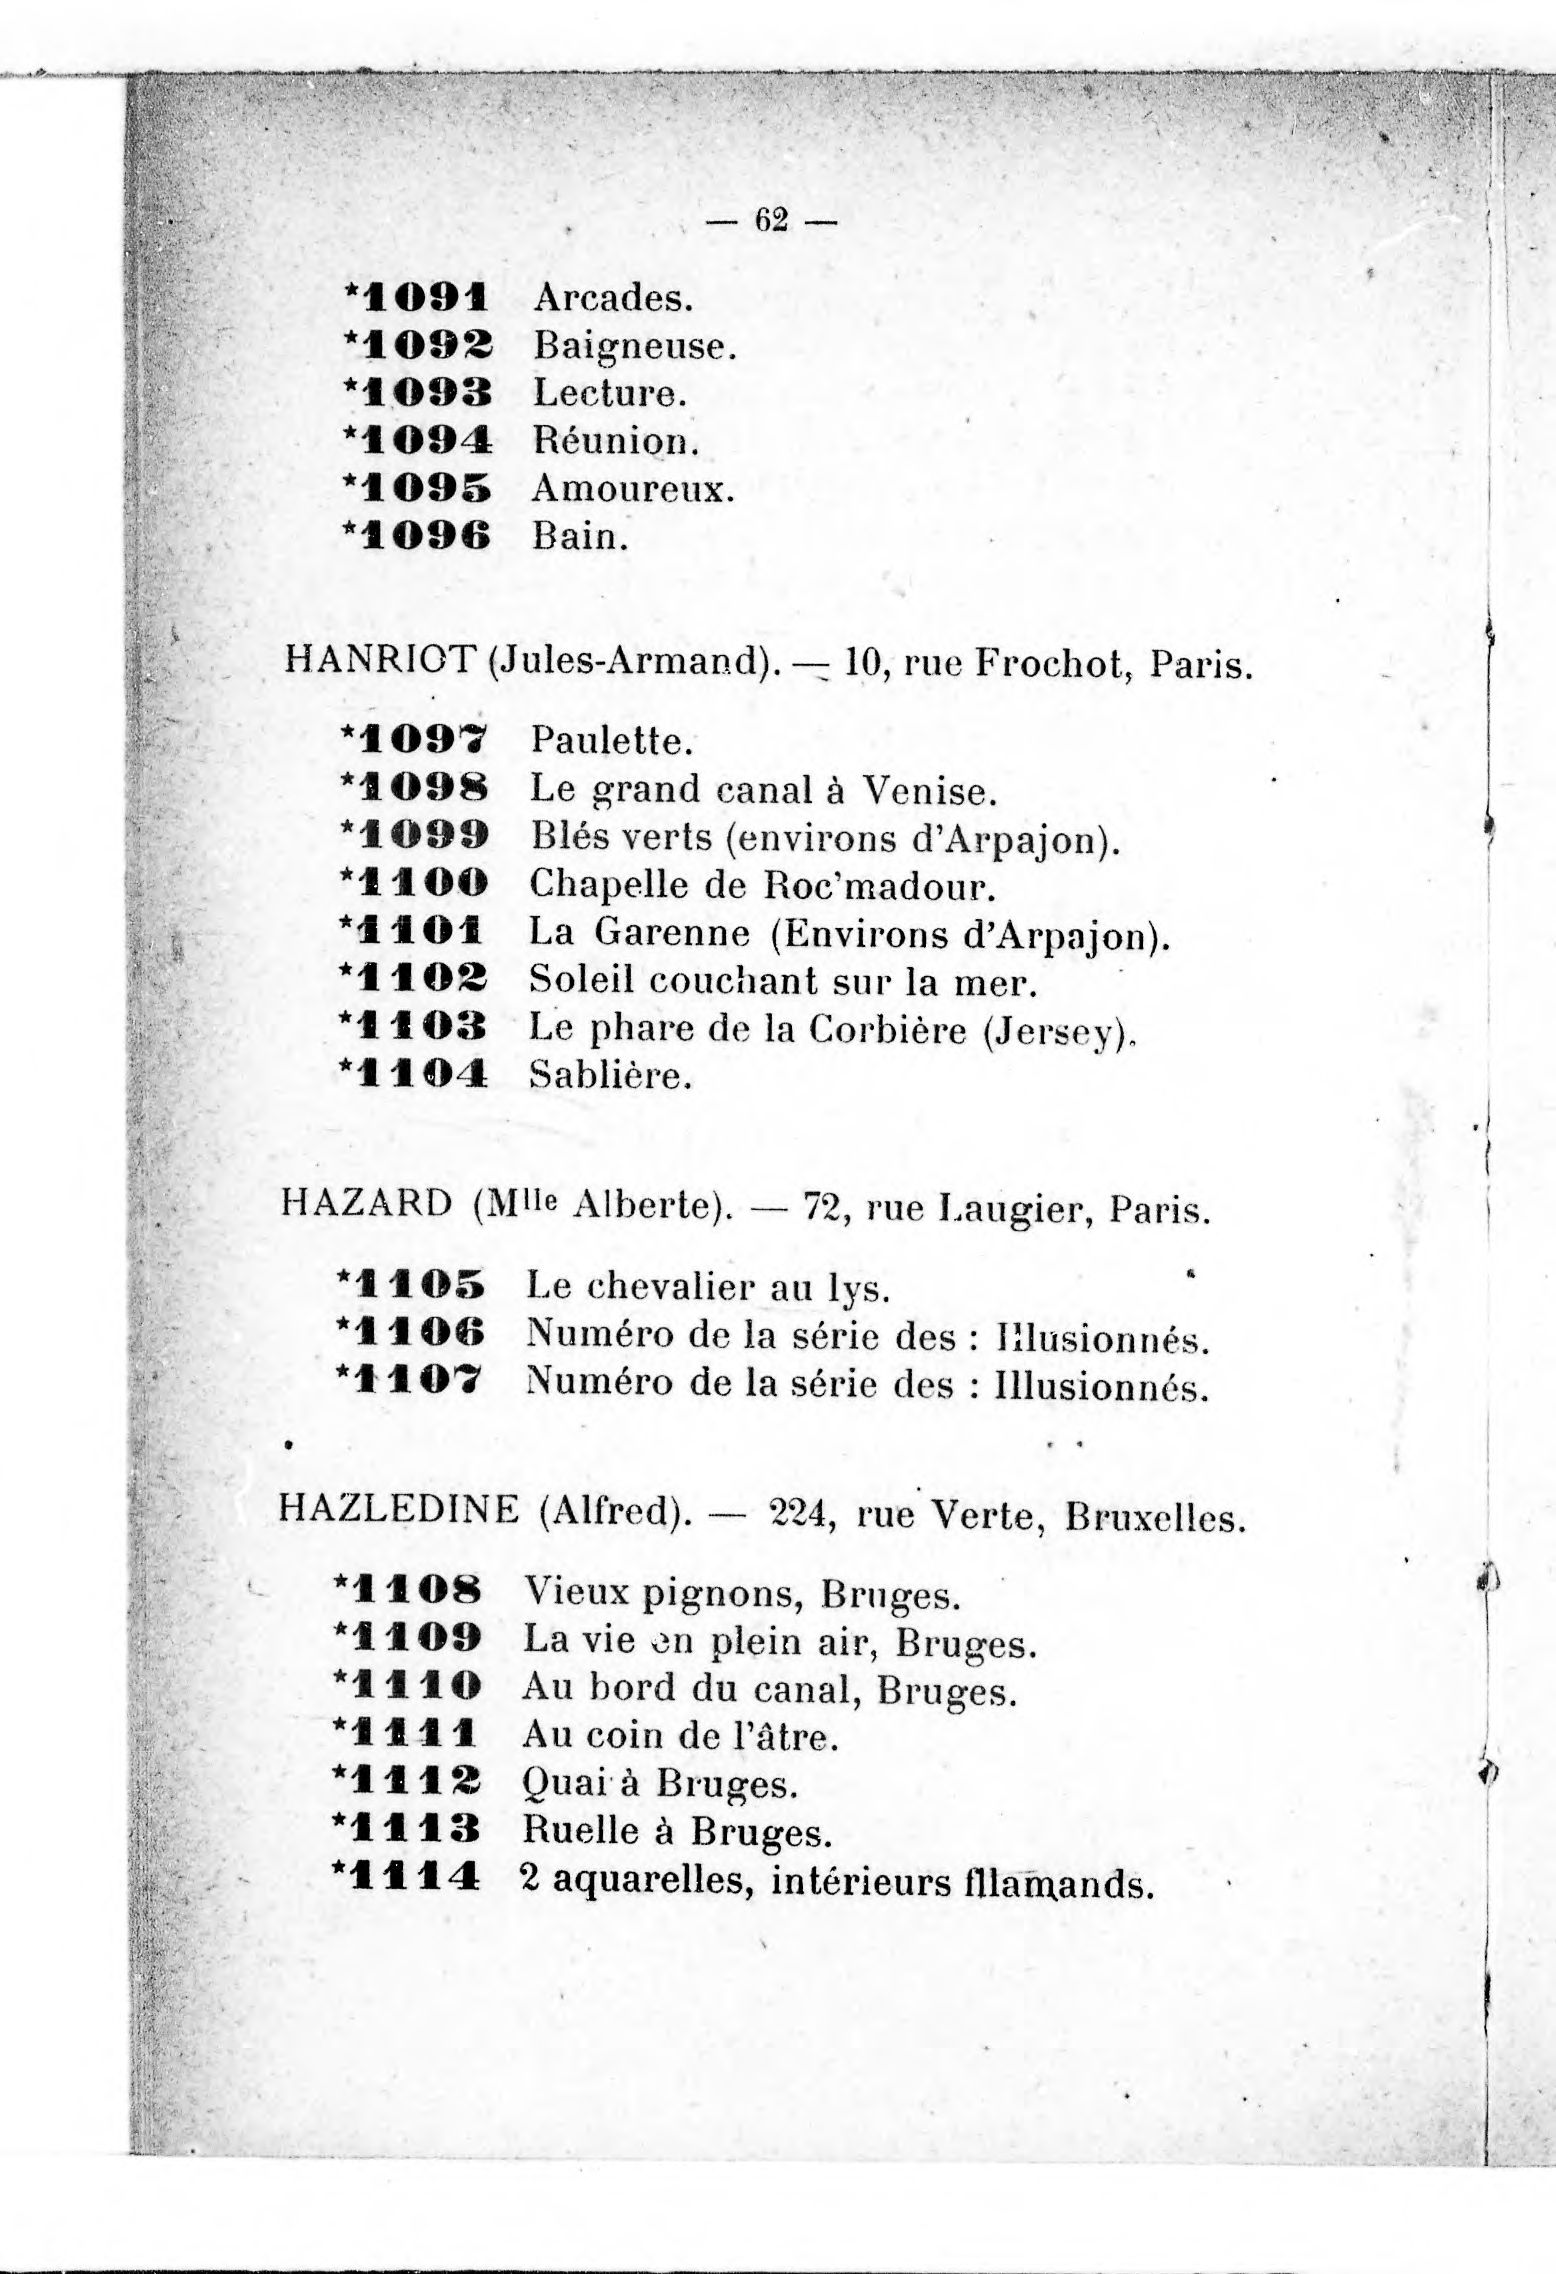 — 62 —
*1091 Arcades.
*1092 Baigneuse.
*1093 Lecture.
*1094 Réunion.
*1095 Amoureux.
*1096 Bain.
HANRIOT (Jules-Armand). — 10, rue Frochot, Paris.
*1097 Paulette.
*1098 Le grand canal à Venise.
*1099 Blés verts (environs d'Arpajon).
*1100 Chapelle de Roc'madour.
*1101 La Garenne (Environs d'Arpajon).
*1102 Soleil couchant sur la mer.
*1103 Le phare de la Corbière (Jersey).
*1104 Sablière.
HAZARD (Mlle Alberte). — 72, rue Laugier, Paris.
*1105 Le chevalier au lys.
*1106 Numéro de la série des : Illusionnés.
*1107 Numéro de la série des : Illusionnés.
HAZLEDINE (Alfred). — 224, rue Verte, Bruxelles.
*1108 Vieux pignons, Bruges.
*1109 La vie en plein air, Bruges.
*1110 Au bord du canal, Bruges.
*1111 Au coin de l'âtre.
*1112 Quai à Bruges.
*1113 Ruelle à Bruges.
*1114 2 aquarelles, intérieurs fllamands.